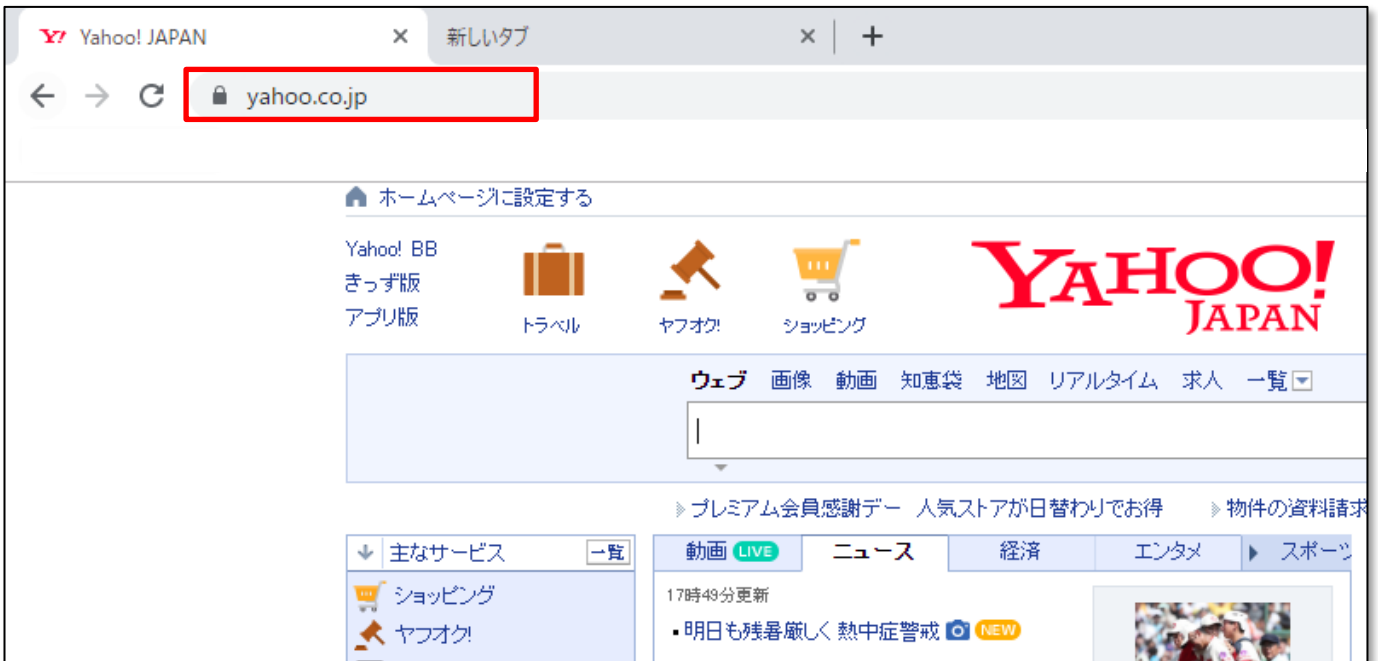 Yahoo! JAPAN
新しいタブ
yahoo.co.jp
ホームページに設定する
Yahoo! BB
きっず版
アプリ版
トラベル
ヤフオク!
ショッピング
YAHOO!
JAPAN
ウェブ 画像 動画 知恵袋 地図 リアルタイム 求人 一覧
プレミアム会員感謝デー 人気ストアが日替わりでお得 物件の資料請求
主なサービス 一覧
動画 LIVE ニュース 経済 エンタメ スポーツ
ショッピング
ヤフオク!
17時49分更新
明日も残暑厳しく 熱中症警戒 NEW